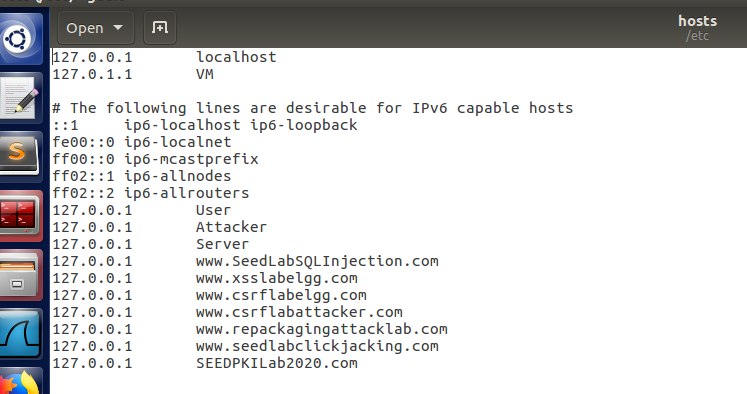 Open
hosts
/etc
127.0.0.1 localhost
127.0.1.1 VM
# The following lines are desirable for IPv6 capable hosts
::1 ip6-localhost ip6-loopback
fe00::0 ip6-localnet
ff00::0 ip6-mcastprefix
ff02::1 ip6-allnodes
ff02::2 ip6-allrouters
127.0.0.1 User
127.0.0.1 Attacker
127.0.0.1 Server
127.0.0.1 www.SeedLabSQLInjection.com
127.0.0.1 www.xsslabelgg.com
127.0.0.1 www.csrflabelgg.com
127.0.0.1 www.csrflabattacker.com
127.0.0.1 www.repackagingattacklab.com
127.0.0.1 www.seedlabclickjacking.com
127.0.0.1 SEEDPKILab2020.com